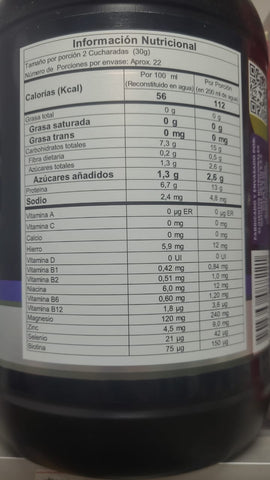 Información Nutricional
Tamaño por porción 2 Cucharadas (30g)
Número de Porciones por envase: Aprox. 22
Calorías (Kcal) Por 100 ml (Reconstituido en agua) 56 Por Porción (en 200 ml de agua) 112
Grasa total 0 g 0 g
Grasa saturada 0 g 0 g
Grasa trans 0 mg 0 mg
Carbohidratos totales 7,3 g 15 g
Fibra dietaria 0,2 g 0,5 g
Azúcares totales 1,3 g 2,6 g
Azúcares añadidos 1,3 g 2,6 g
Proteína 6,7 g 13 g
Sodio 2,4 mg 4,8 mg
Vitamina A 0 µg ER 0 µg ER
Vitamina C 0 mg 0 mg
Calcio 0 mg 0 mg
Hierro 5,9 mg 12 mg
Vitamina D 0 UI 0 UI
Vitamina B1 0,42 mg 0,84 mg
Vitamina B2 0,51 mg 1,0 mg
Niacina 6,0 mg 12 mg
Vitamina B6 0,60 mg 1,20 mg
Vitamina B12 1,8 µg 3,6 µg
Magnesio 120 mg 240 mg
Zinc 4,5 mg 9,0 mg
Selenio 21 µg 42 µg
Biotina 75 µg 150 µg
FABRICADO Y ENVASADO POR: